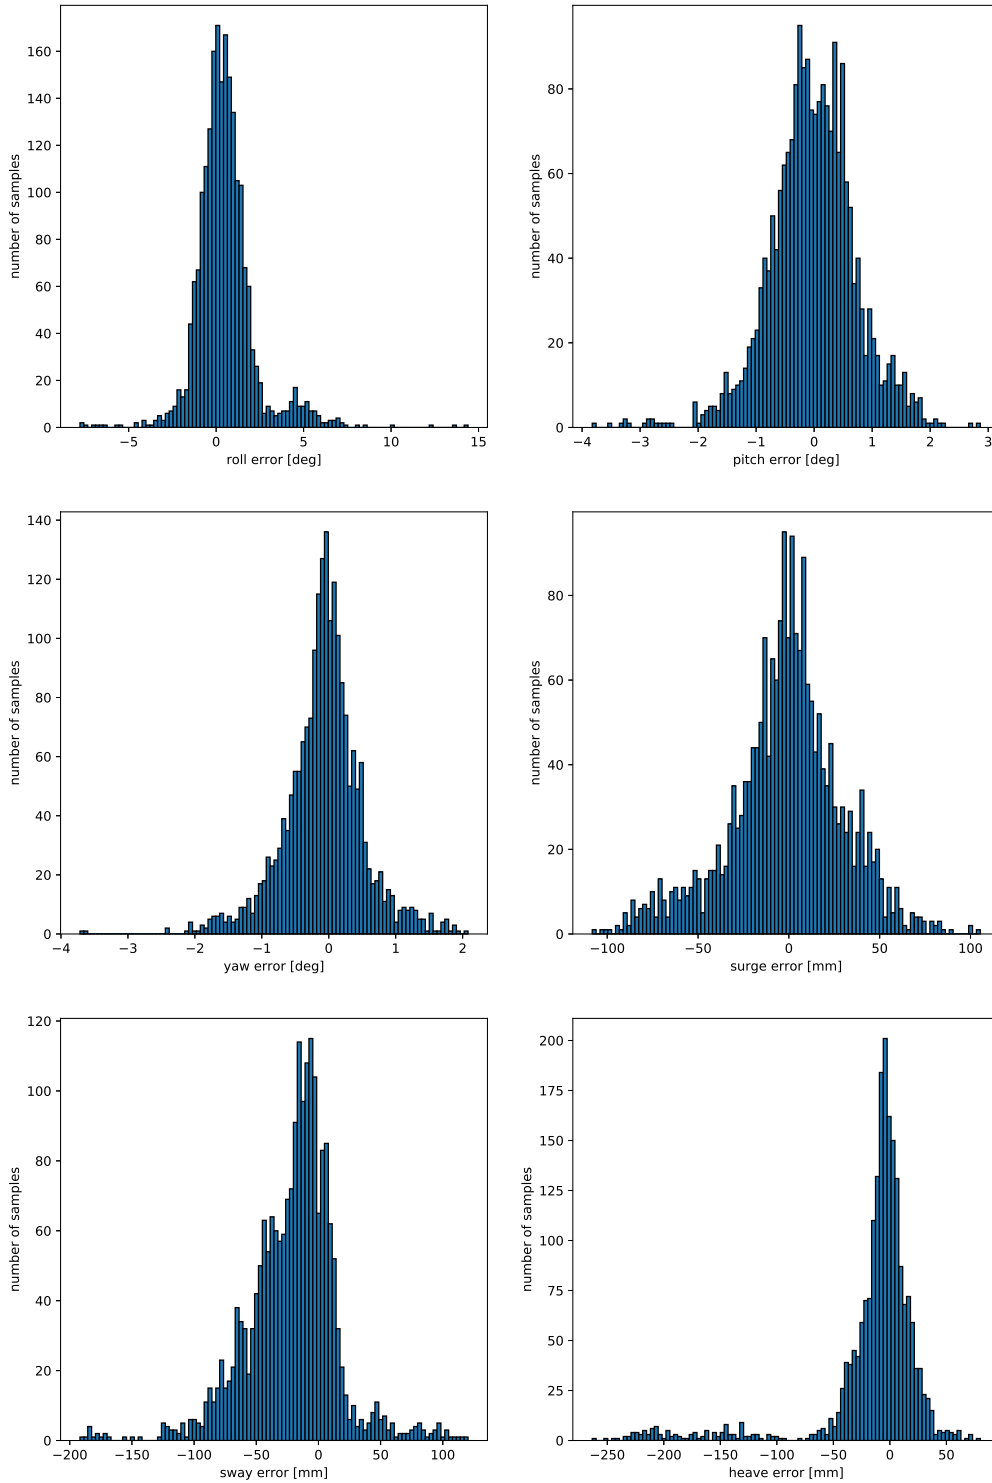 160
140
120
100
80
60
40
20
0
number of samples
−5 0 5 10 15
roll error [deg]
80
60
40
20
0
number of samples
−4 −3 −2 −1 0 1 2 3
pitch error [deg]
140
120
100
80
60
40
20
0
number of samples
−4 −3 −2 −1 0 1 2
yaw error [deg]
80
60
40
20
0
number of samples
−100 −50 0 50 100
surge error [mm]
120
100
80
60
40
20
0
number of samples
−200 −150 −100 −50 0 50 100
sway error [mm]
200
175
150
125
100
75
50
25
0
number of samples
−250 −200 −150 −100 −50 0 50
heave error [mm]